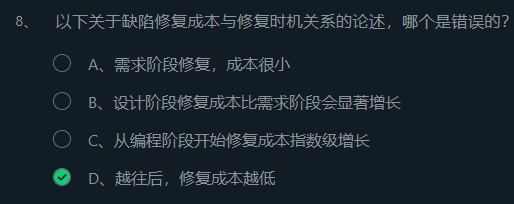 8、 以下关于缺陷修复成本与修复时机关系的论述，哪个是错误的？
A、需求阶段修复，成本很小
B、设计阶段修复成本比需求阶段会显著增长
C、从编程阶段开始修复成本指数级增长
D、越往后，修复成本越低